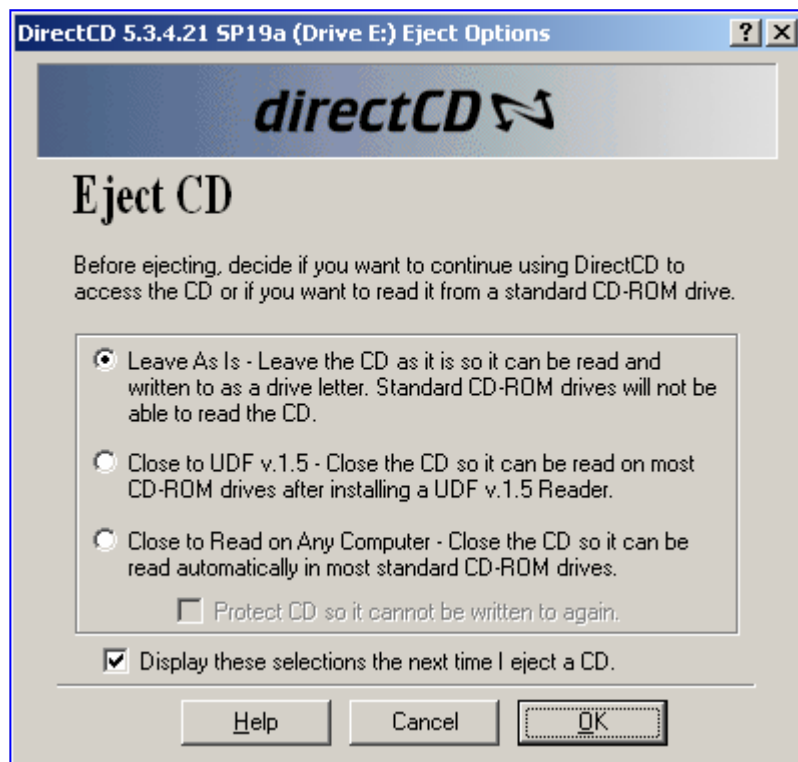 DirectCD 5.3.4.21 SP19a (Drive E:) Eject Options
directCD
Eject CD
Before ejecting, decide if you want to continue using DirectCD to
access the CD or if you want to read it from a standard CD-ROM drive.
Leave As Is - Leave the CD as it is so it can be read and
written to as a drive letter. Standard CD-ROM drives will not be
able to read the CD.
Close to UDF v.1.5 - Close the CD so it can be read on most
CD-ROM drives after installing a UDF v.1.5 Reader.
Close to Read on Any Computer - Close the CD so it can be
read automatically in most standard CD-ROM drives.
Protect CD so it cannot be written to again.
Display these selections the next time I eject a CD.
Help Cancel OK